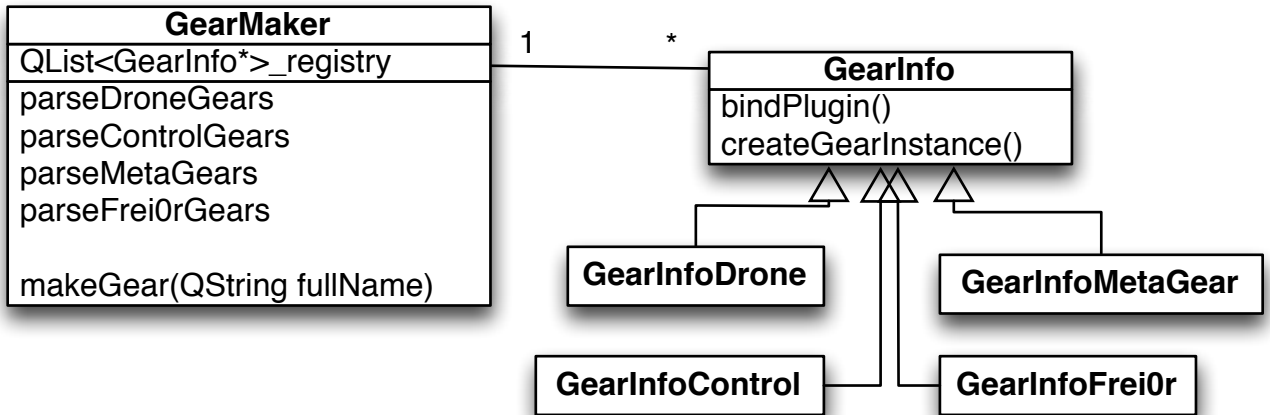 GearMaker
QList<GearInfo*>_registry
parseDroneGears
parseControlGears
parseMetaGears
parseFrei0rGears
makeGear(QString fullName)
1
*
GearInfo
bindPlugin()
createGearInstance()
GearInfoDrone
GearInfoMetaGear
GearInfoControl
GearInfoFrei0r